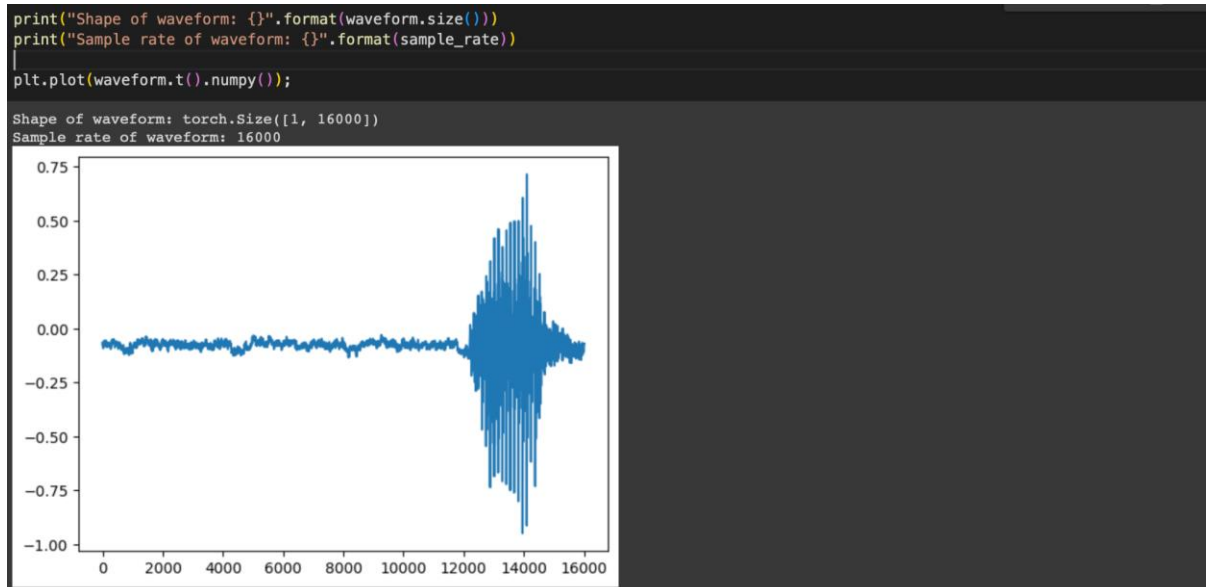 print("Shape of waveform: {}".format(waveform.size()))
print("Sample rate of waveform: {}".format(sample_rate))
plt.plot(waveform.t().numpy());
Shape of waveform: torch.Size([1, 16000])
Sample rate of waveform: 16000
0.75
0.50
0.25
0.00
−0.25
−0.50
−0.75
−1.00
0 2000 4000 6000 8000 10000 12000 14000 16000